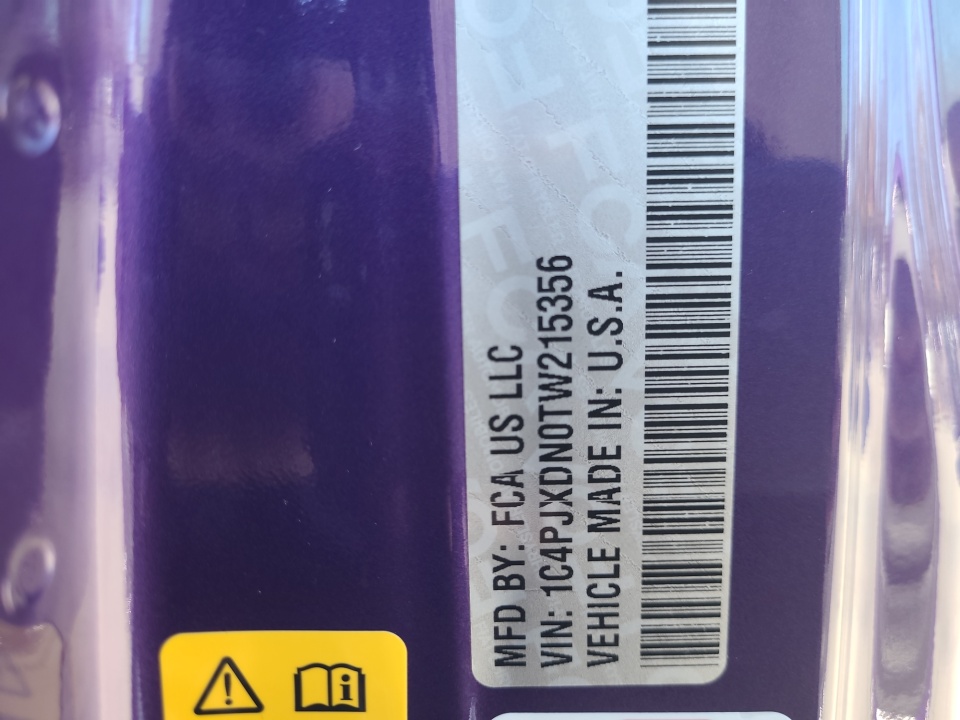 MFD BY: FCA US LLC
VIN: 1C4PJXDN0TW215356
VEHICLE MADE IN: U.S.A.